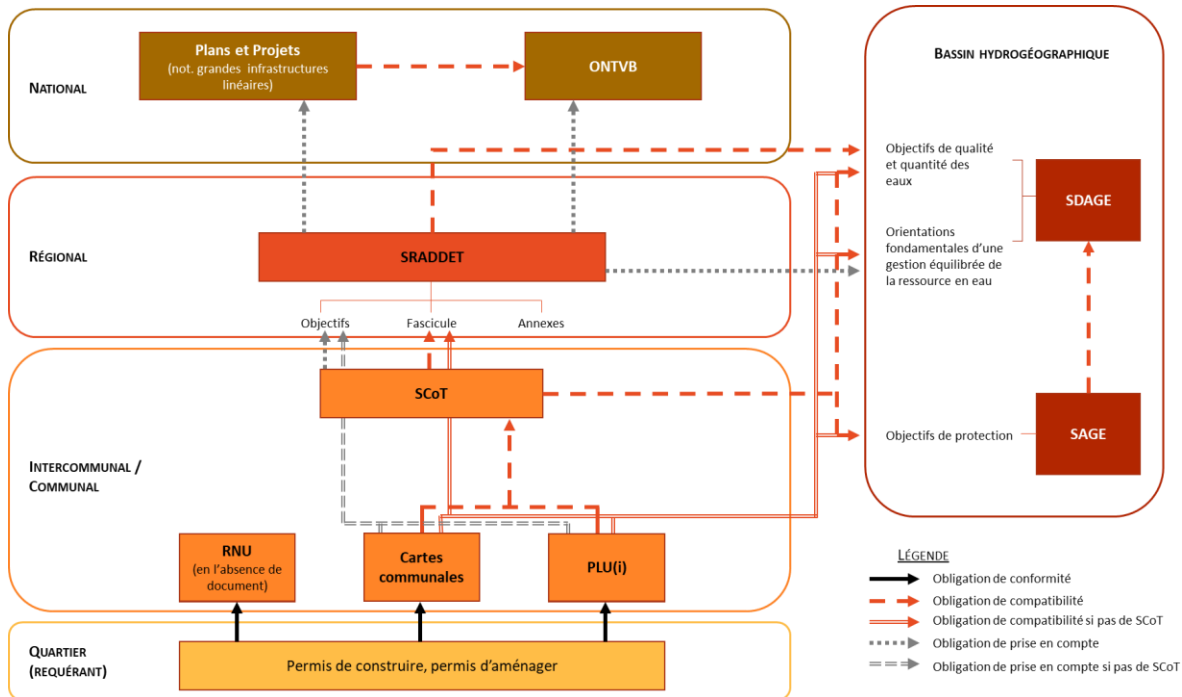 NATIONAL
Plans et Projets
(not. grandes infrastructures
linéaires)
ONTVB
RÉGIONAL
SRADDET
Objectifs
Fascicule
Annexes
INTERCOMMUNAL /
COMMUNAL
SCoT
RNU
(en l'absence de
document)
Cartes
communales
PLU(i)
QUARTIER
(REQUÉRANT)
Permis de construire, permis d'aménager
BASSIN HYDROGÉOGRAPHIQUE
Objectifs de qualité
et quantité des
eaux
SDAGE
Orientations
fondamentales d'une
gestion équilibrée de
la ressource en eau
Objectifs de protection
SAGE
LÉGENDE
Obligation de conformité
Obligation de compatibilité
Obligation de compatibilité si pas de SCoT
Obligation de prise en compte
Obligation de prise en compte si pas de SCoT